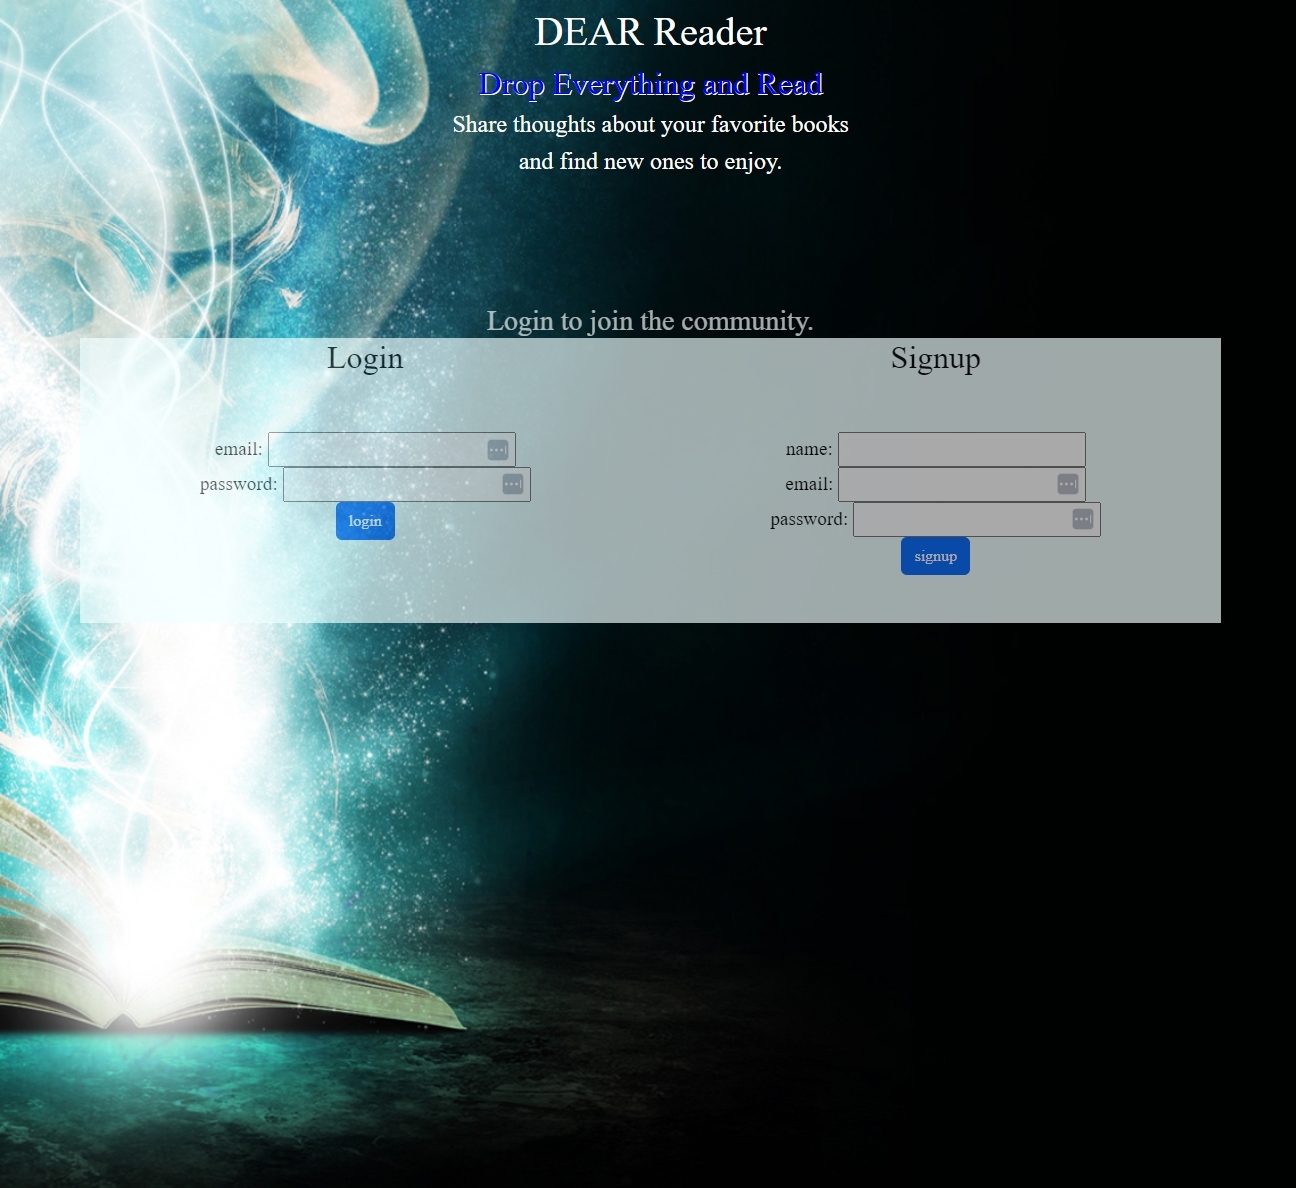 DEAR Reader
Drop Everything and Read
Share thoughts about your favorite books
and find new ones to enjoy.
Login to join the community.
Login
email:
password:
login
Signup
name:
email:
password:
signup